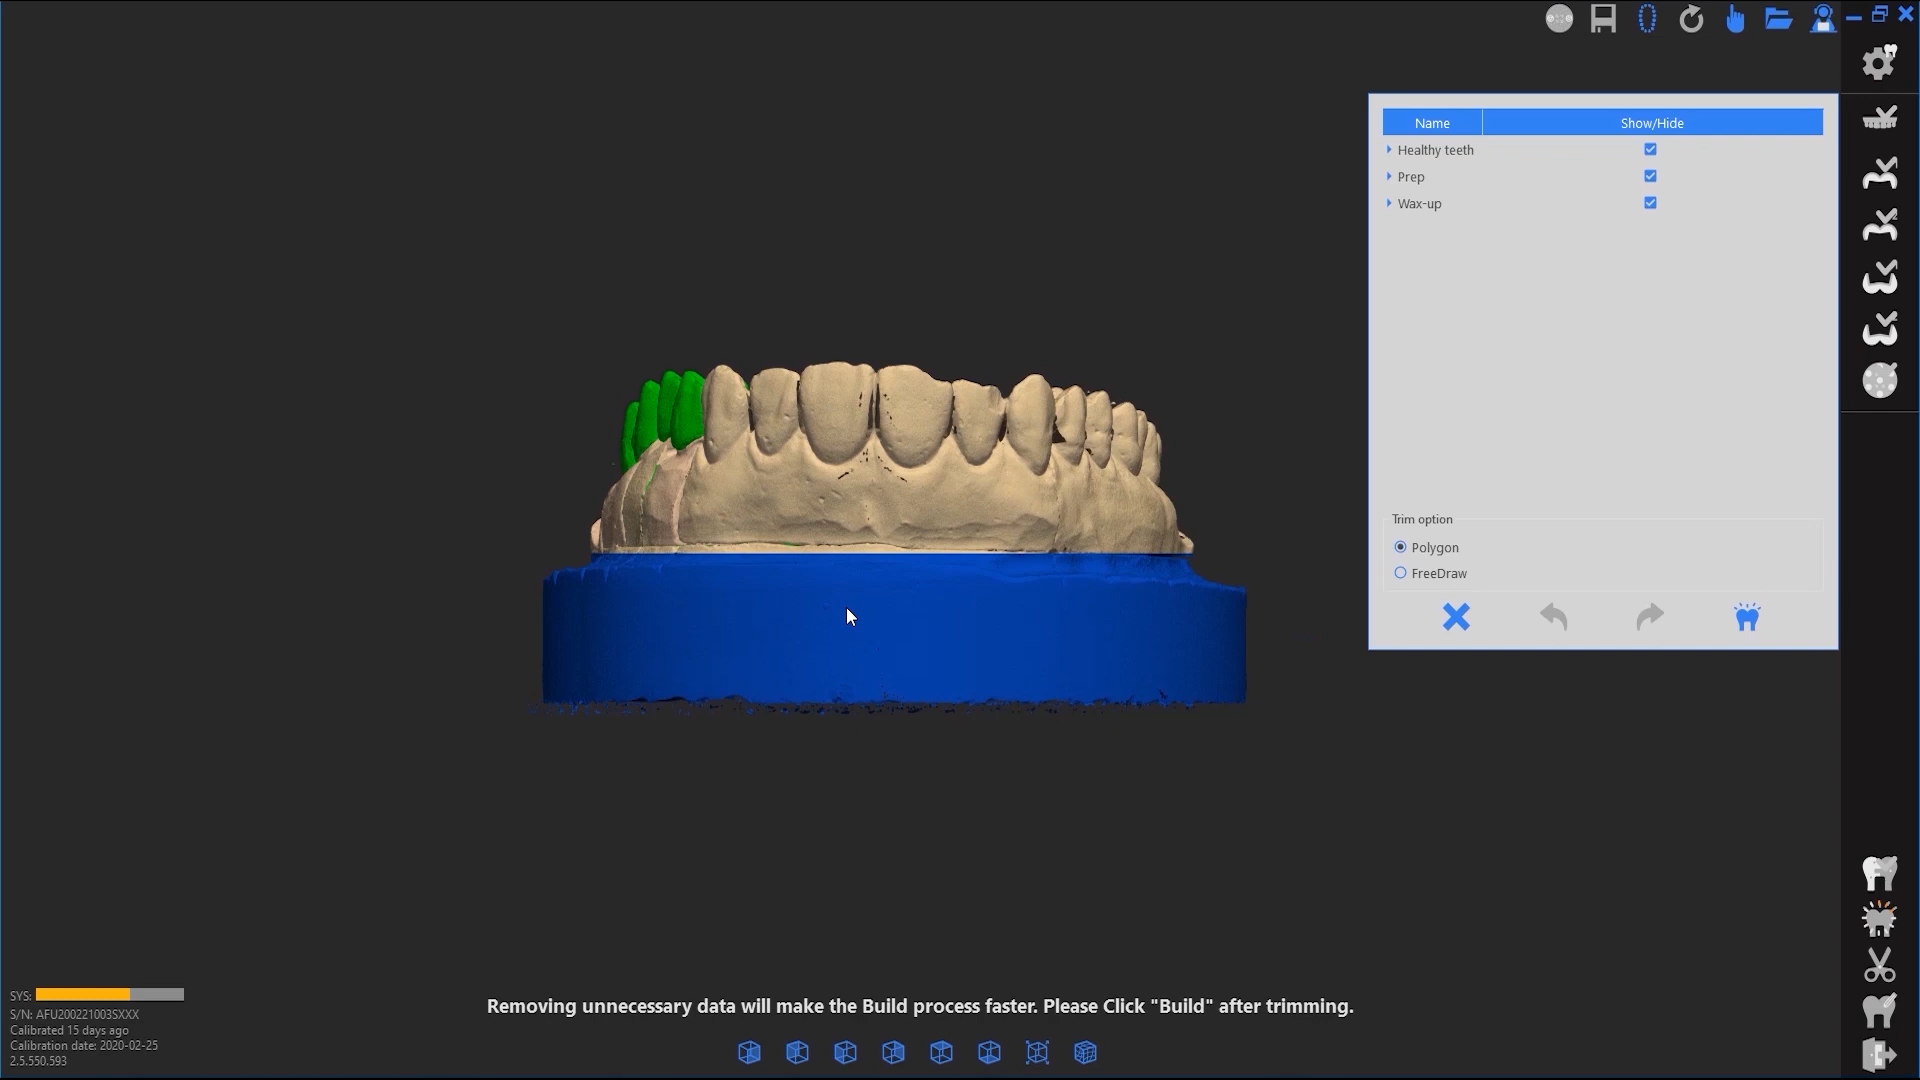 Name Show/Hide
Healthy teeth
Prep
Wax-up
Trim option
Polygon
FreeDraw
SYS:
S/N: AFU200221003SXXX
Calibrated 15 days ago
Calibration date: 2020-02-25
2.5.550.593
Removing unnecessary data will make the Build process faster. Please Click "Build" after trimming.